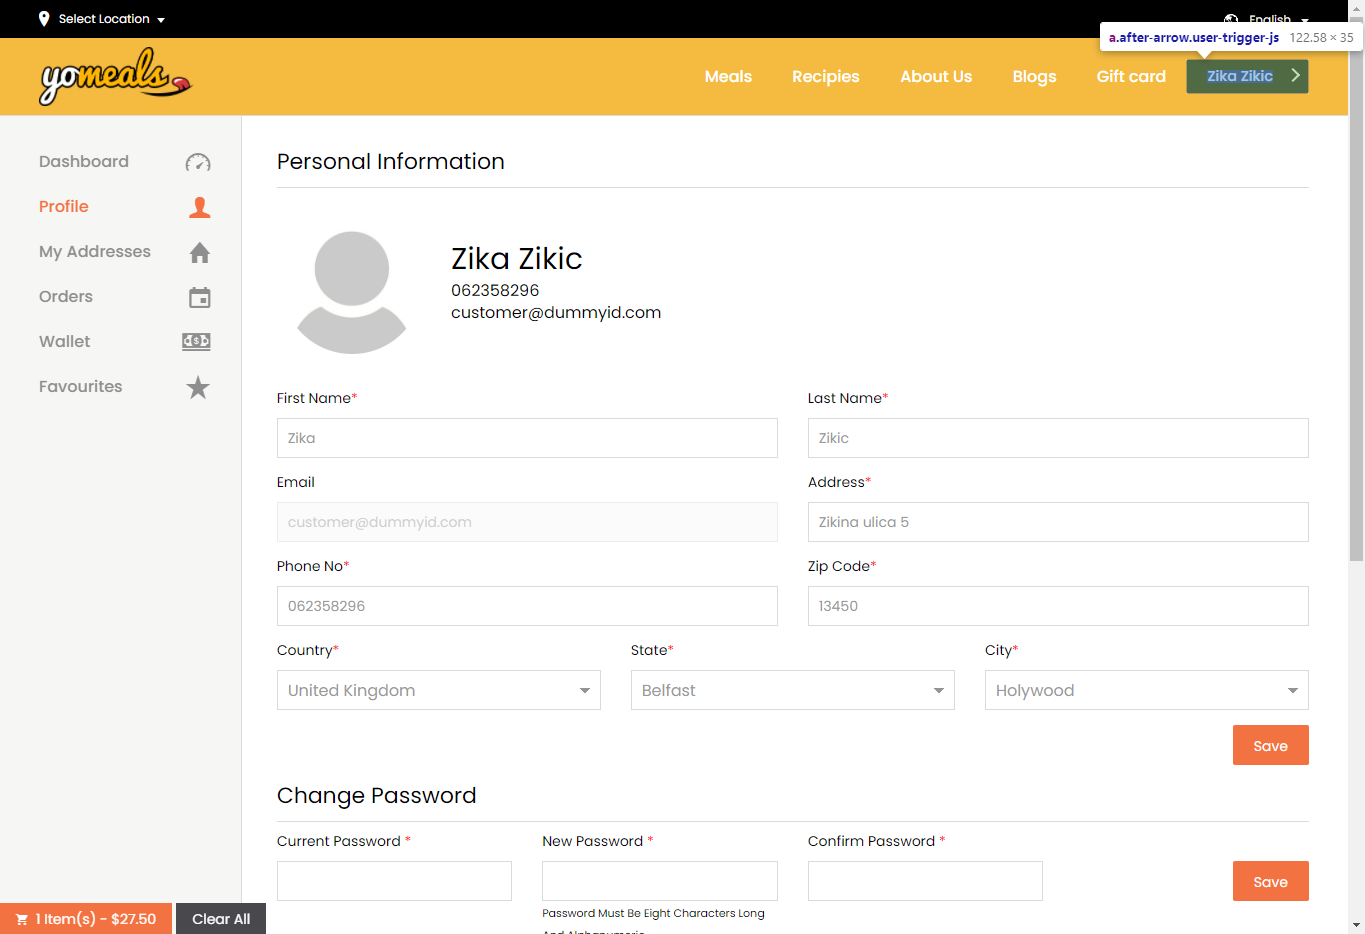 Select Location
English
a.after-arrow.user-trigger-js 122.58 × 35
yomeals
Meals Recipies About Us Blogs Gift card Zika Zikic
Dashboard
Profile
My Addresses
Orders
Wallet
Favourites
Personal Information
Zika Zikic
062358296
customer@dummyid.com
First Name* Last Name*
Zika Zikic
Email Address*
customer@dummyid.com Zikina ulica 5
Phone No* Zip Code*
062358296 13450
Country* State* City*
United Kingdom Belfast Holywood
Save
Change Password
Current Password * New Password * Confirm Password *
Save
Password Must Be Eight Characters Long
And Alphanumeric
1 Item(s) - $27.50 Clear All